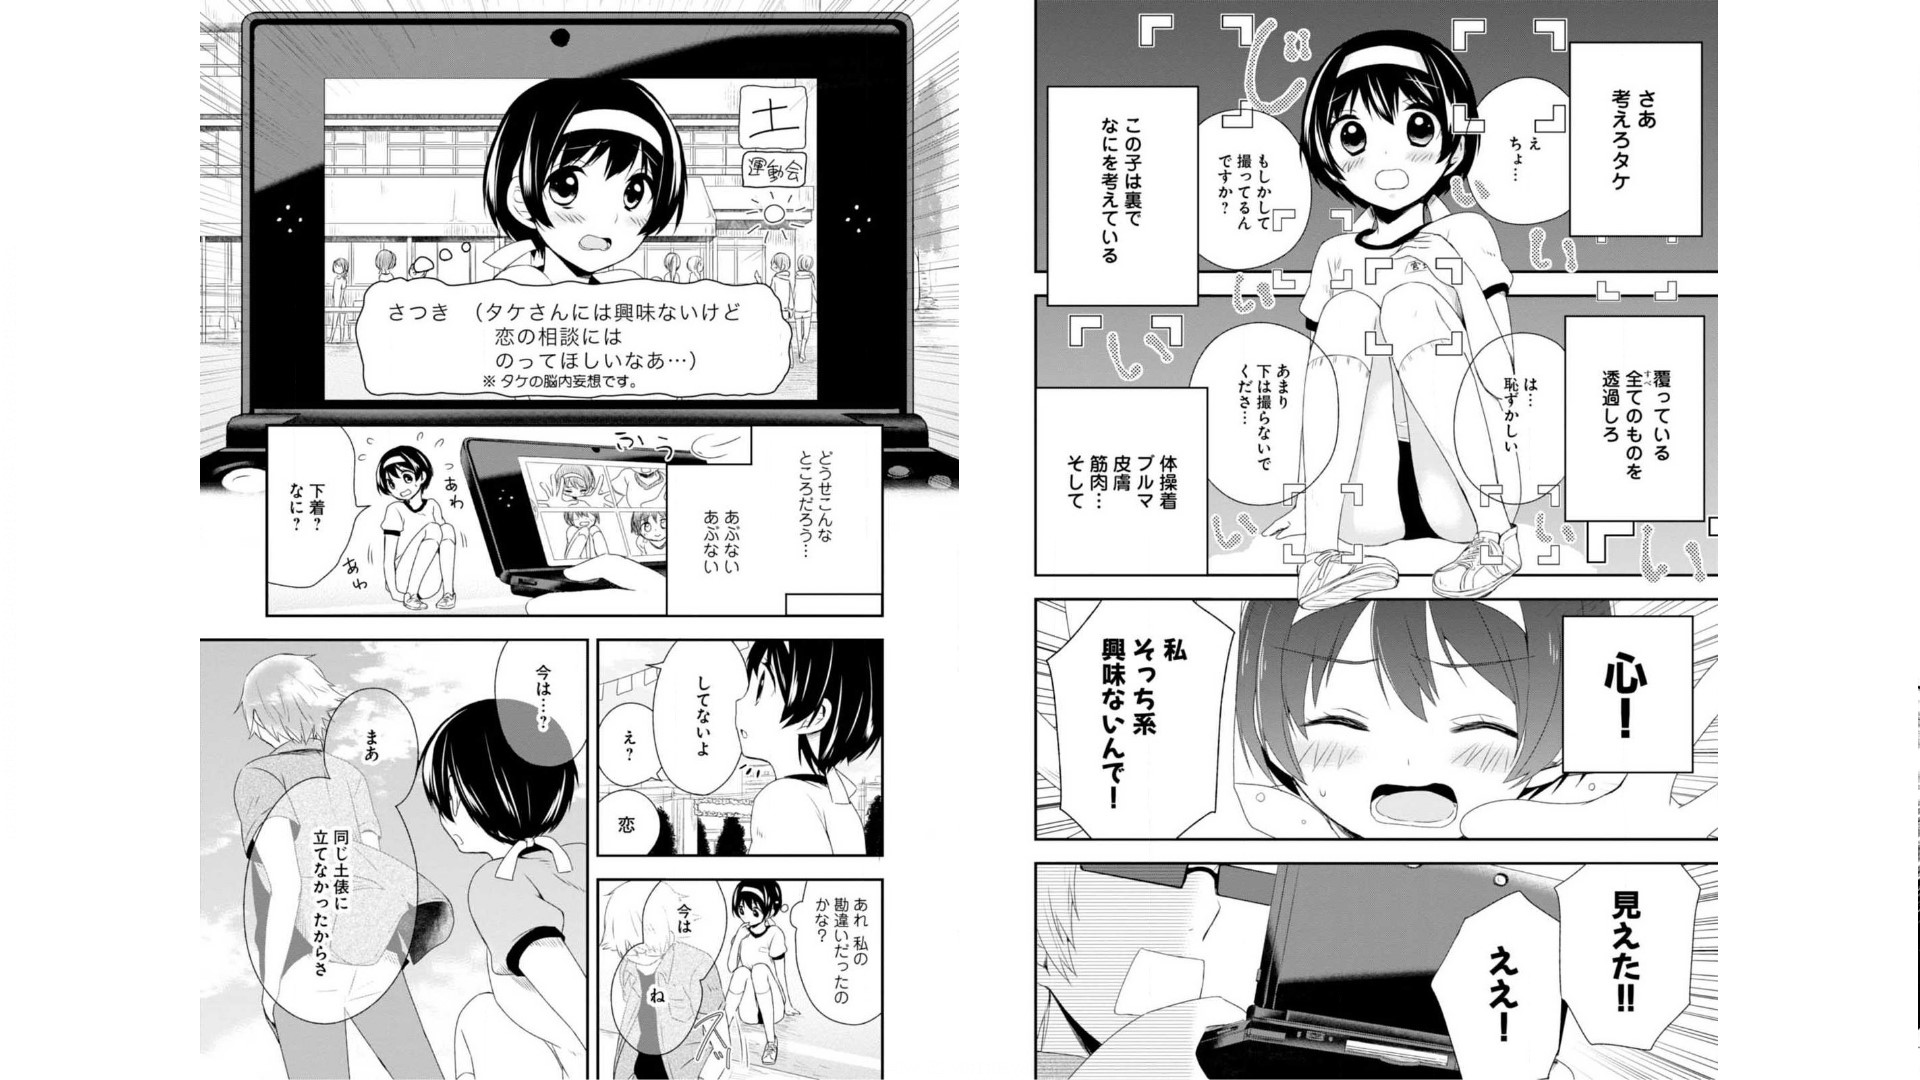 さあ
考えろタケ
え
ちょ…
もしかして
撮ってるんですか？
この子は裏で
なにを考えている
じーーーーーー
覆っている
全てのものを
透過しろ
すべ
は…
恥ずかしい
あまり
下は撮らないで
くださ…
体操着
ブルマ
皮膚
筋肉…
そして
心！
私
そっち系
興味ないんで！
見えた!!
ええ！
土
運動会
さつき （タケさんには興味ないけど
恋の相談には
のってほしいなあ…）
※ タケの脳内妄想です。
どうせこんな
ところだろう…
あぶない
あぶない
ふぅっ
っあわ
あわ
下着？
なに？
してないよ
え？
恋
あれ 私の
勘違いだったの
かな？
今は
ね
今は…？
まあ
同じ土俵に
立てなかったからさ